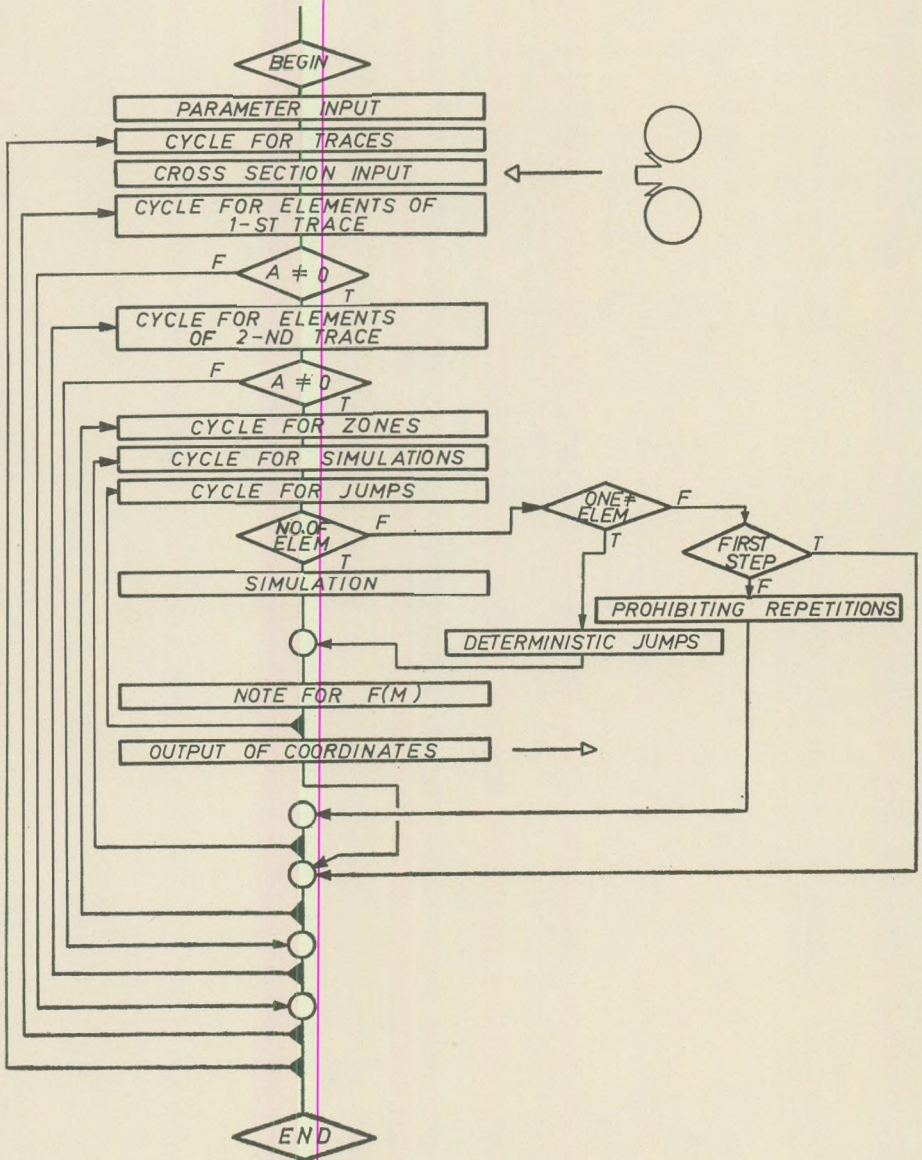 BEGIN
PARAMETER INPUT
CYCLE FOR TRACES
CROSS SECTION INPUT
CYCLE FOR ELEMENTS OF
1-ST TRACE
F
A ≠ 0
T
CYCLE FOR ELEMENTS
OF 2-ND TRACE
F
A ≠ 0
T
CYCLE FOR ZONES
CYCLE FOR SIMULATIONS
CYCLE FOR JUMPS
NO.OF
ELEM
F
T
ONE≠
ELEM
F
T
FIRST
STEP
T
F
SIMULATION
PROHIBITING REPETITIONS
DETERMINISTIC JUMPS
NOTE FOR F(M)
OUTPUT OF COORDINATES
END